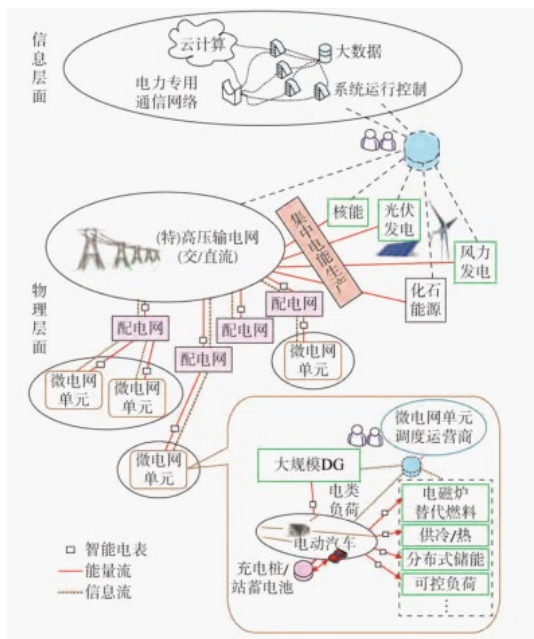 信息层面
云计算
大数据
电力专用
通信网络
系统运行控制
核能
光伏
发电
(特)高压输电网
(交/直流)
集中电能生产
风力
发电
化石
能源
物理层面
配电网
配电网
配电网
配电网
微电网
单元
微电网
单元
微电网
单元
微电网
单元
微电网单元
调度运营商
大规模DG
电类
负荷
电磁炉
替代燃料
电动汽车
供冷/热
分布式储能
充电桩/
站蓄电池
可控负荷
⋮
智能电表
能量流
信息流